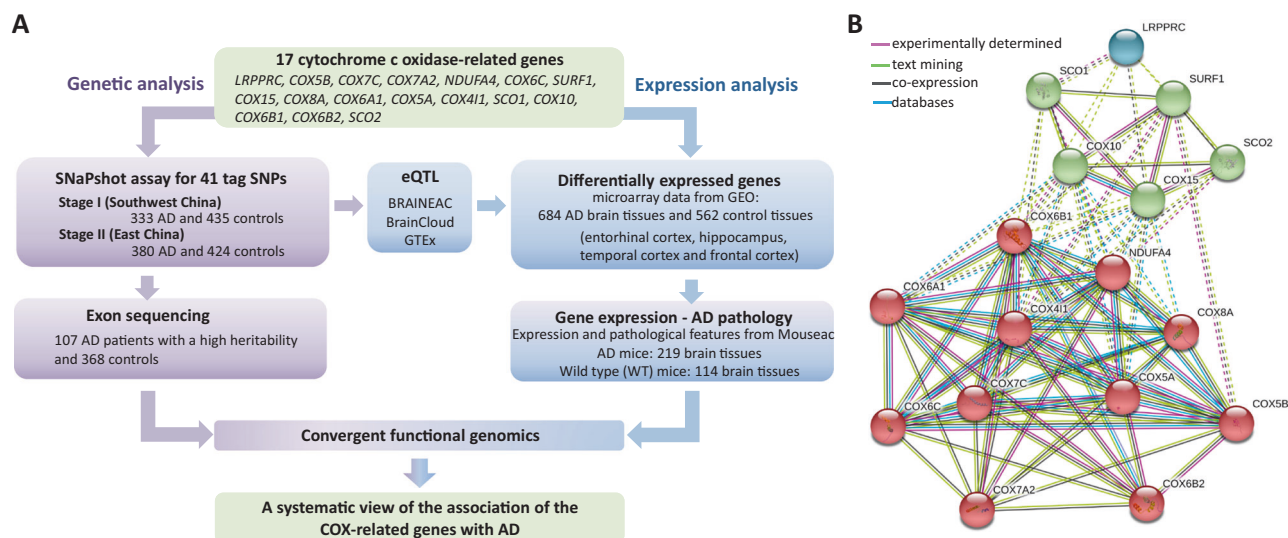 A
17 cytochrome c oxidase-related genes
LRPPRC, COX5B, COX7C, COX7A2, NDUFA4, COX6C, SURF1,
COX15, COX8A, COX6A1, COX5A, COX4I1, SCO1, COX10,
COX6B1, COX6B2, SCO2
Genetic analysis
Expression analysis
SNaPshot assay for 41 tag SNPs
Stage I (Southwest China)
333 AD and 435 controls
Stage II (East China)
380 AD and 424 controls
eQTL
BRAINEAC
BrainCloud
GTEx
Differentially expressed genes
microarray data from GEO:
684 AD brain tissues and 562 control tissues
(entorhinal cortex, hippocampus,
temporal cortex and frontal cortex)
Exon sequencing
107 AD patients with a high heritability
and 368 controls
Gene expression - AD pathology
Expression and pathological features from Mouseac
AD mice: 219 brain tissues
Wild type (WT) mice: 114 brain tissues
Convergent functional genomics
A systematic view of the association of the
COX-related genes with AD
B
experimentally determined
text mining
co-expression
databases
LRPPRC
SCO1
SURF1
SCO2
COX10
COX15
COX6B1
NDUFA4
COX6A1
COX4I1
COX8A
COX7C
COX5A
COX6C
COX5B
COX7A2
COX6B2